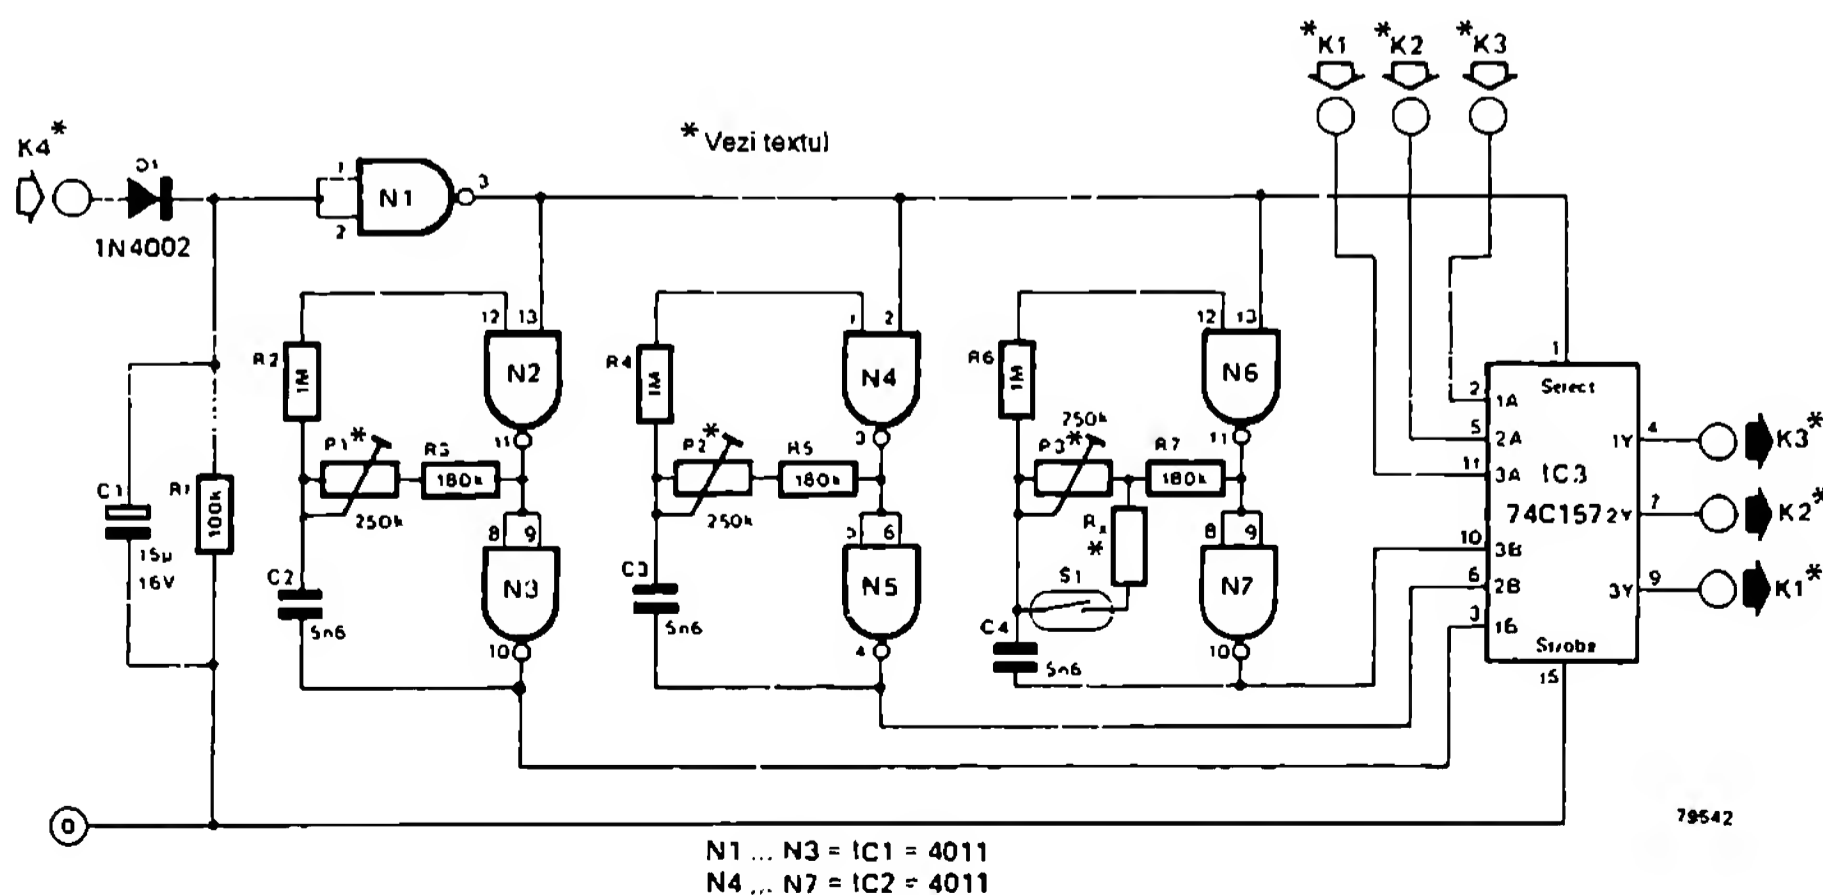 *K1 *K2 *K3
K4*
D1
1N4002
* Vezi textul
1
2
N1
3
12 13
N2
11
R2
1M
P1*
250k
R3
180k
8 9
N3
10
C2
5n6
C1
15µ
16V
R1
100k
1 2
N4
3
R4
1M
P2*
250k
R5
180k
5 6
N5
4
C3
5n6
12 13
N6
11
R6
1M
250k
P3*
R7
180k
Rx
*
S1
8 9
N7
10
C4
5n6
1
Select
2 1A
5 2A
11 3A
IC3
74C157
10 3B
6 2B
3 1B
Strobe
15
1Y 4 K3*
2Y 7 K2*
3Y 9 K1*
0
79542
N1 ... N3 = IC1 = 4011
N4 ... N7 = IC2 = 4011